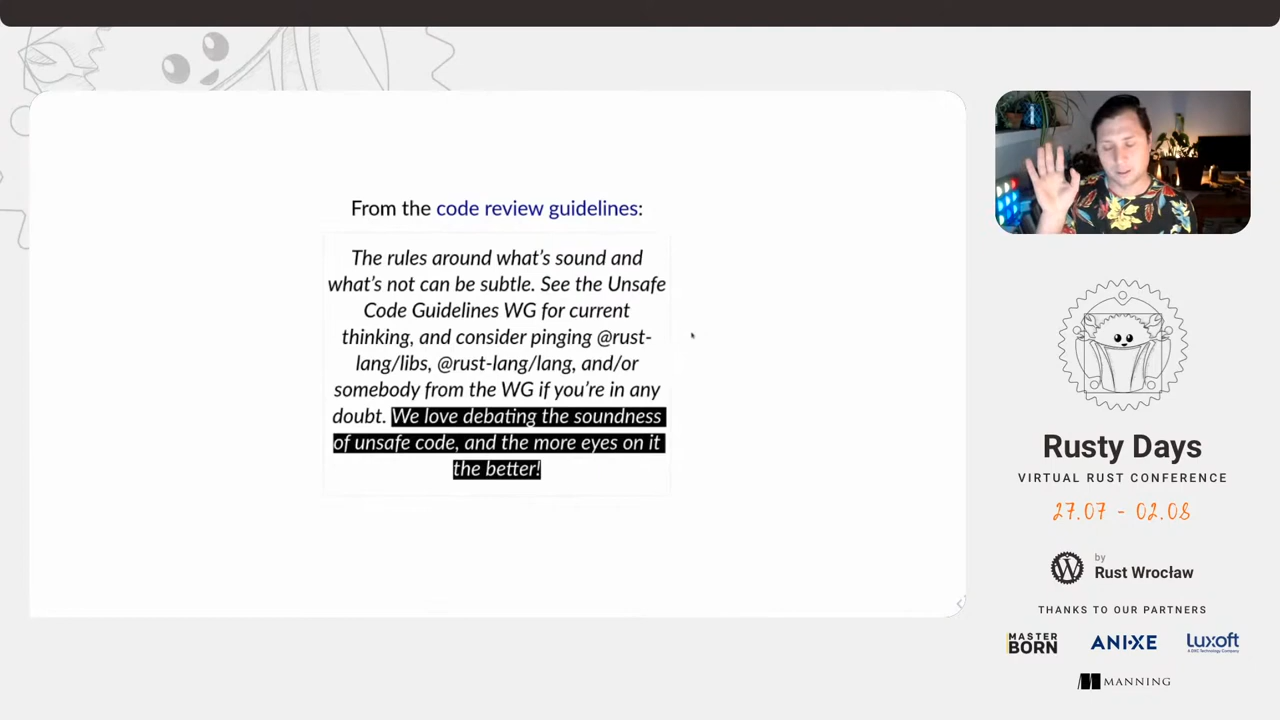 From the code review guidelines:
The rules around what's sound and
what's not can be subtle. See the Unsafe
Code Guidelines WG for current
thinking, and consider pinging @rust-
lang/libs, @rust-lang/lang, and/or
somebody from the WG if you're in any
doubt. We love debating the soundness
of unsafe code, and the more eyes on it
the better!
Rusty Days
VIRTUAL RUST CONFERENCE
27.07 - 02.08
by
Rust Wrocław
THANKS TO OUR PARTNERS
MASTER
BORN
ANIXE
Luxoft
A DXC Technology Company
MANNING